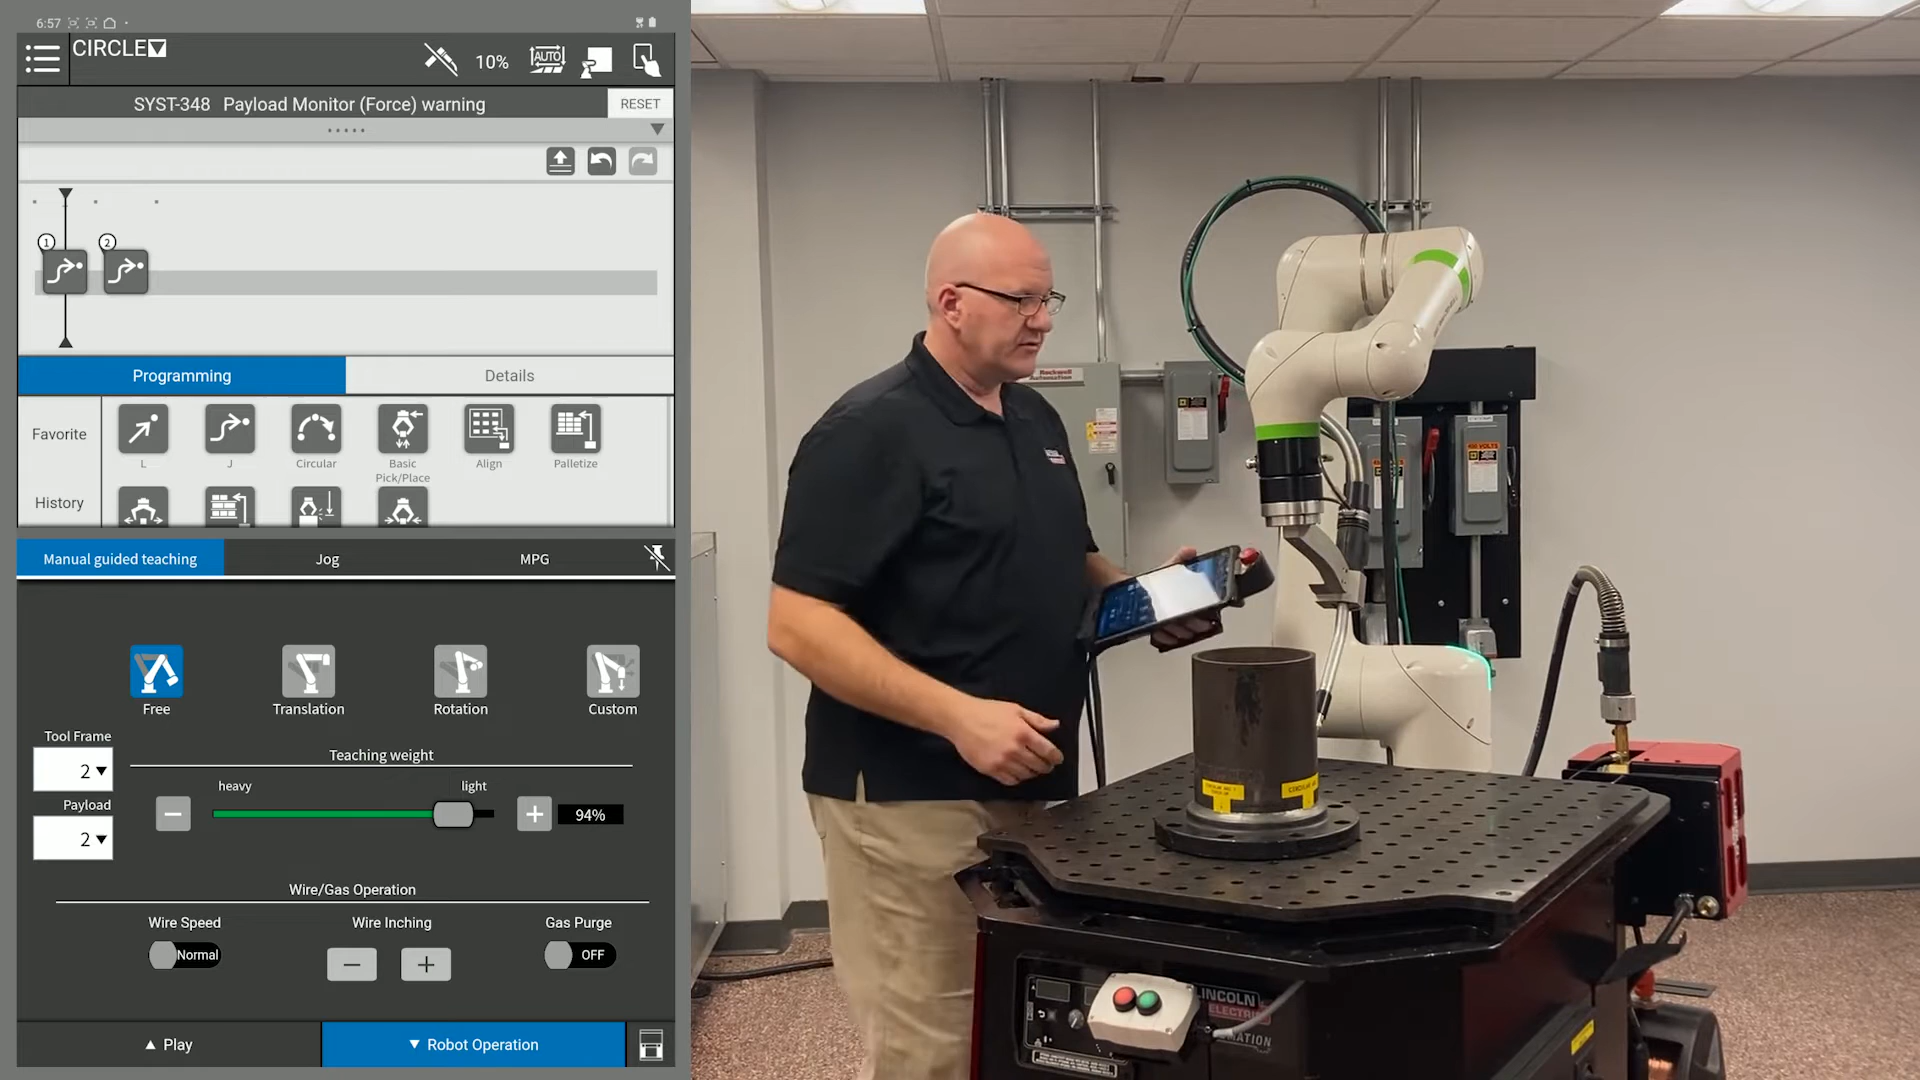 6:57
CIRCLE
10%
AUTO
SYST-348 Payload Monitor (Force) warning
RESET
1
2
Programming
Details
Favorite
L
J
Circular
Basic
Pick/Place
Align
Palletize
History
Manual guided teaching
Jog
MPG
Free
Translation
Rotation
Custom
Tool Frame
2
Payload
2
Teaching weight
heavy
light
94%
Wire/Gas Operation
Wire Speed
Normal
Wire Inching
Gas Purge
OFF
Play
Robot Operation
Rockwell
Automation
LINCOLN
ELECTRIC